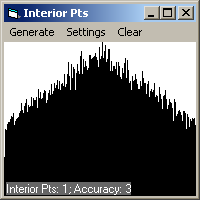 Interior Pts
Generate Settings Clear
Interior Pts: 1; Accuracy: 3